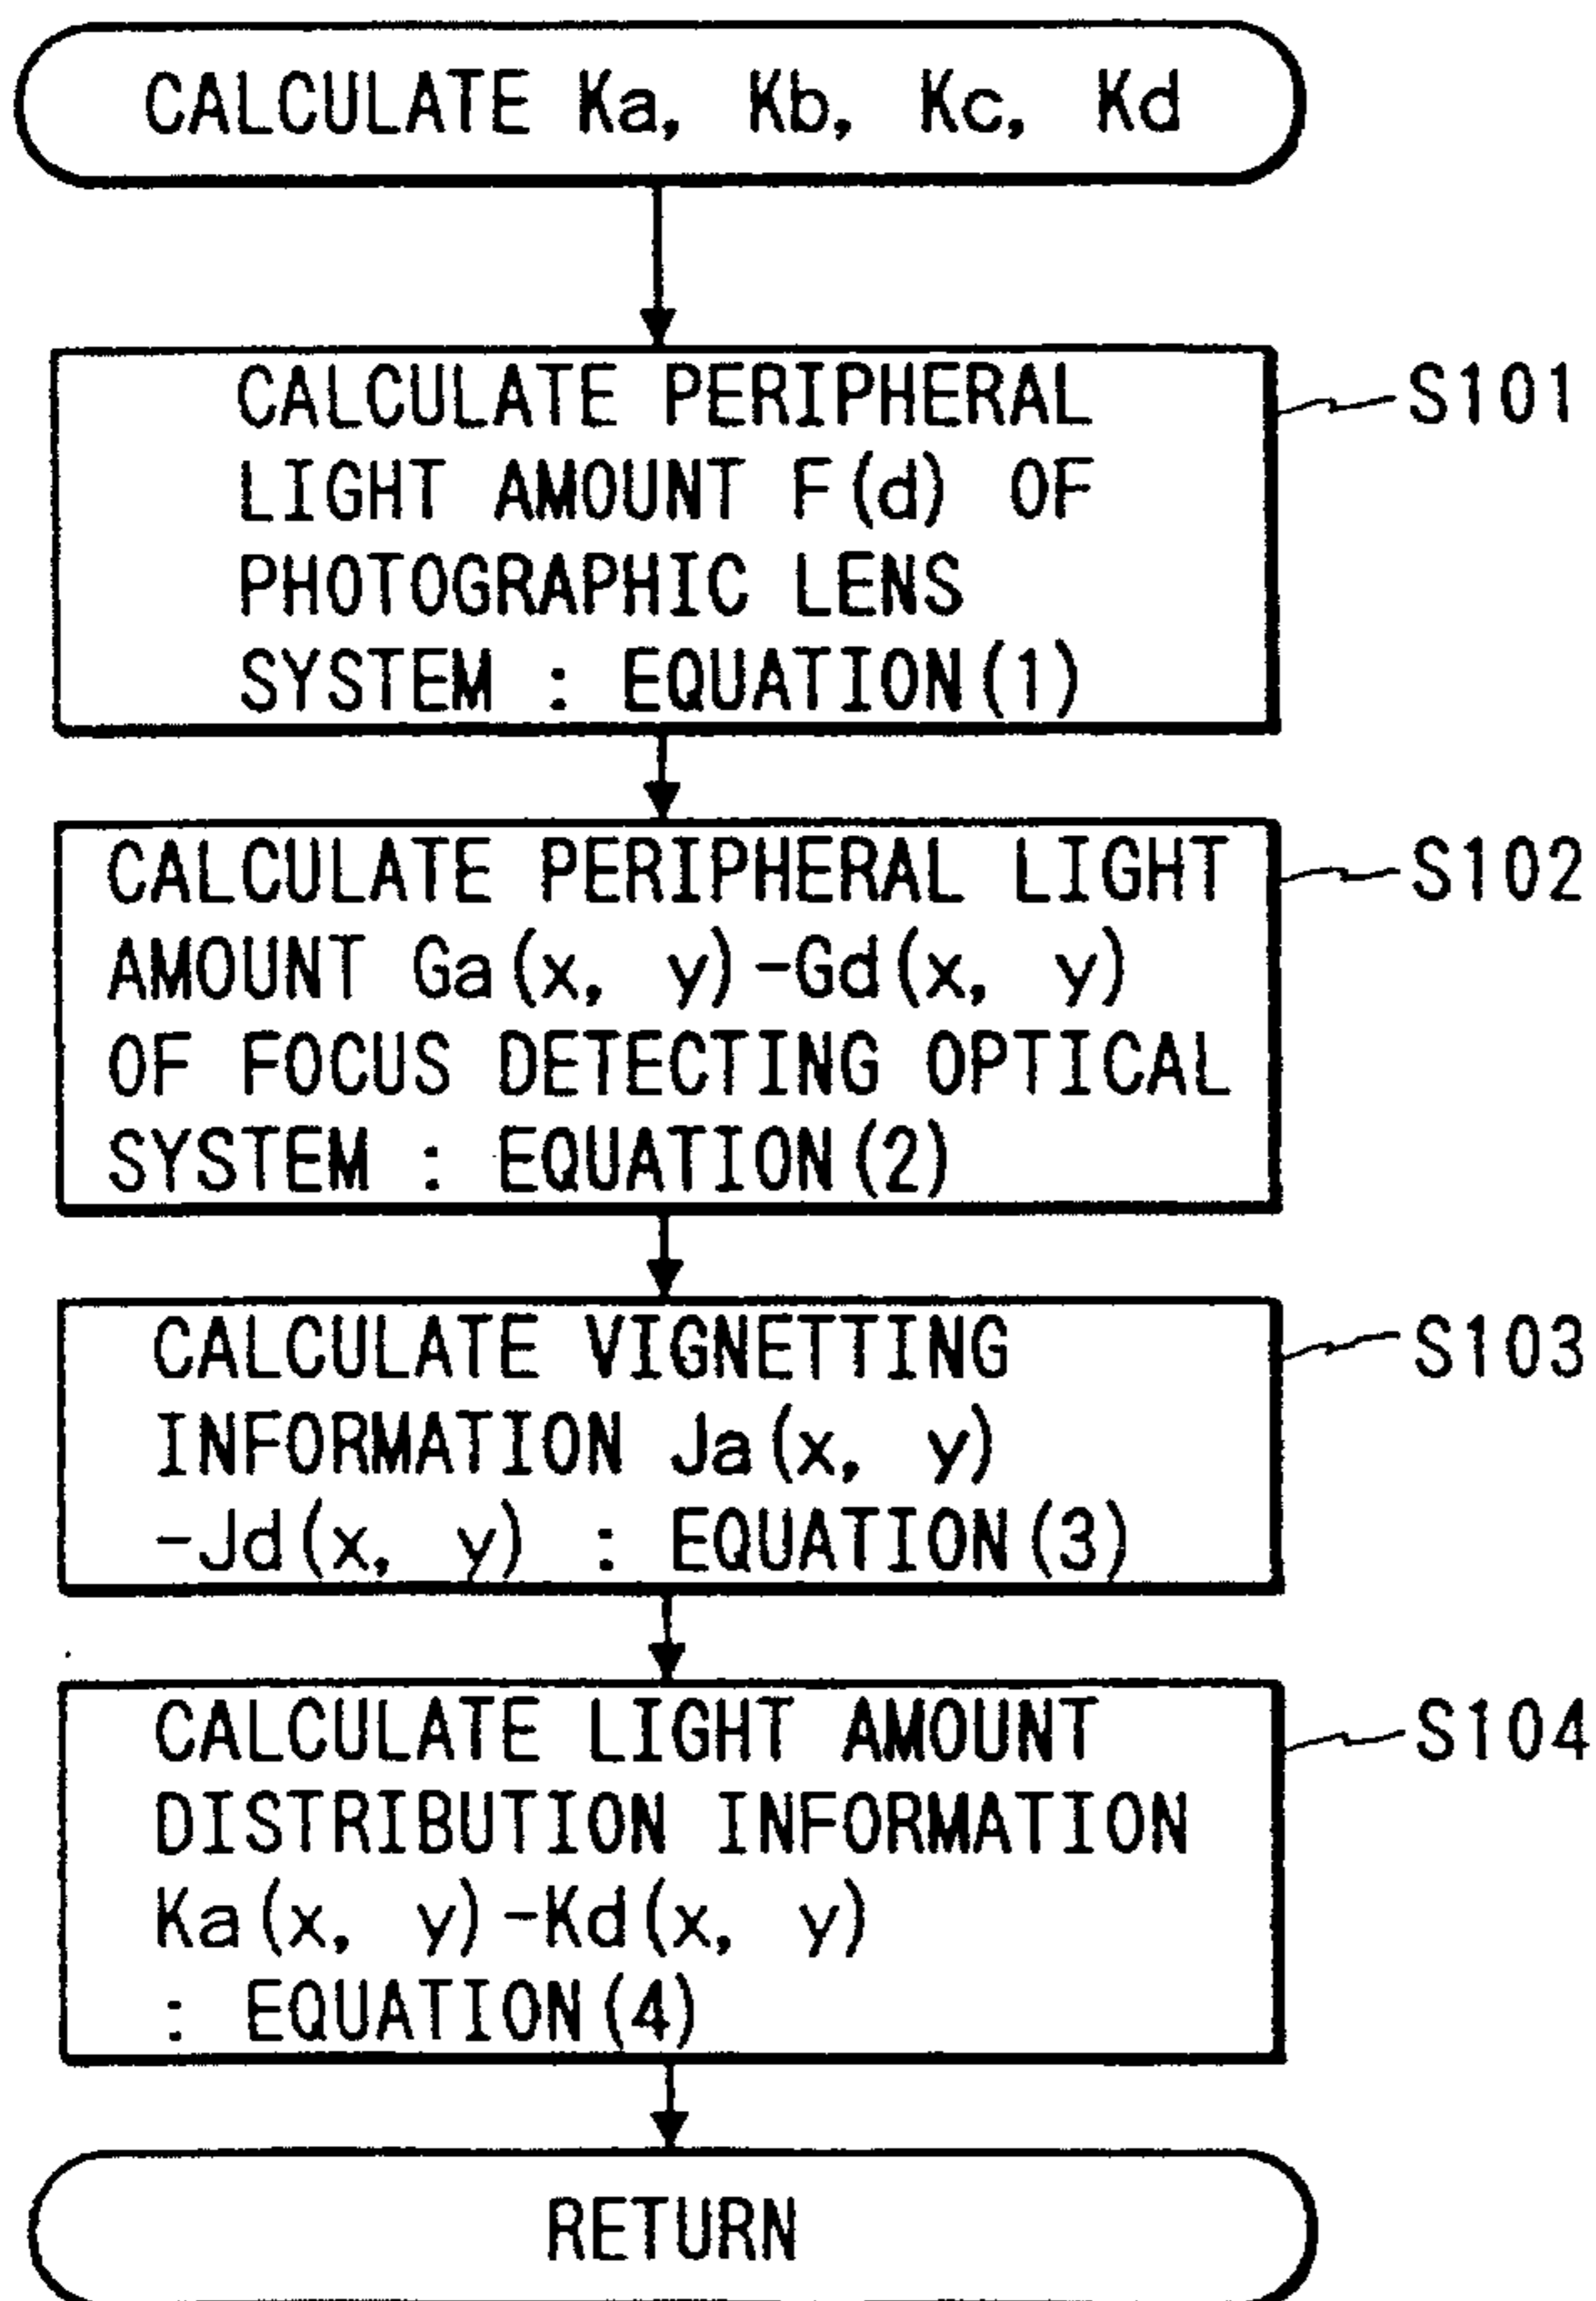 CALCULATE Ka, Kb, Kc, Kd
CALCULATE PERIPHERAL
LIGHT AMOUNT F(d) OF
PHOTOGRAPHIC LENS
SYSTEM : EQUATION(1)
S101
CALCULATE PERIPHERAL LIGHT
AMOUNT Ga(x, y)-Gd(x, y)
OF FOCUS DETECTING OPTICAL
SYSTEM : EQUATION(2)
S102
CALCULATE VIGNETTING
INFORMATION Ja(x, y)
-Jd(x, y) : EQUATION(3)
S103
CALCULATE LIGHT AMOUNT
DISTRIBUTION INFORMATION
Ka(x, y)-Kd(x, y)
: EQUATION(4)
S104
RETURN